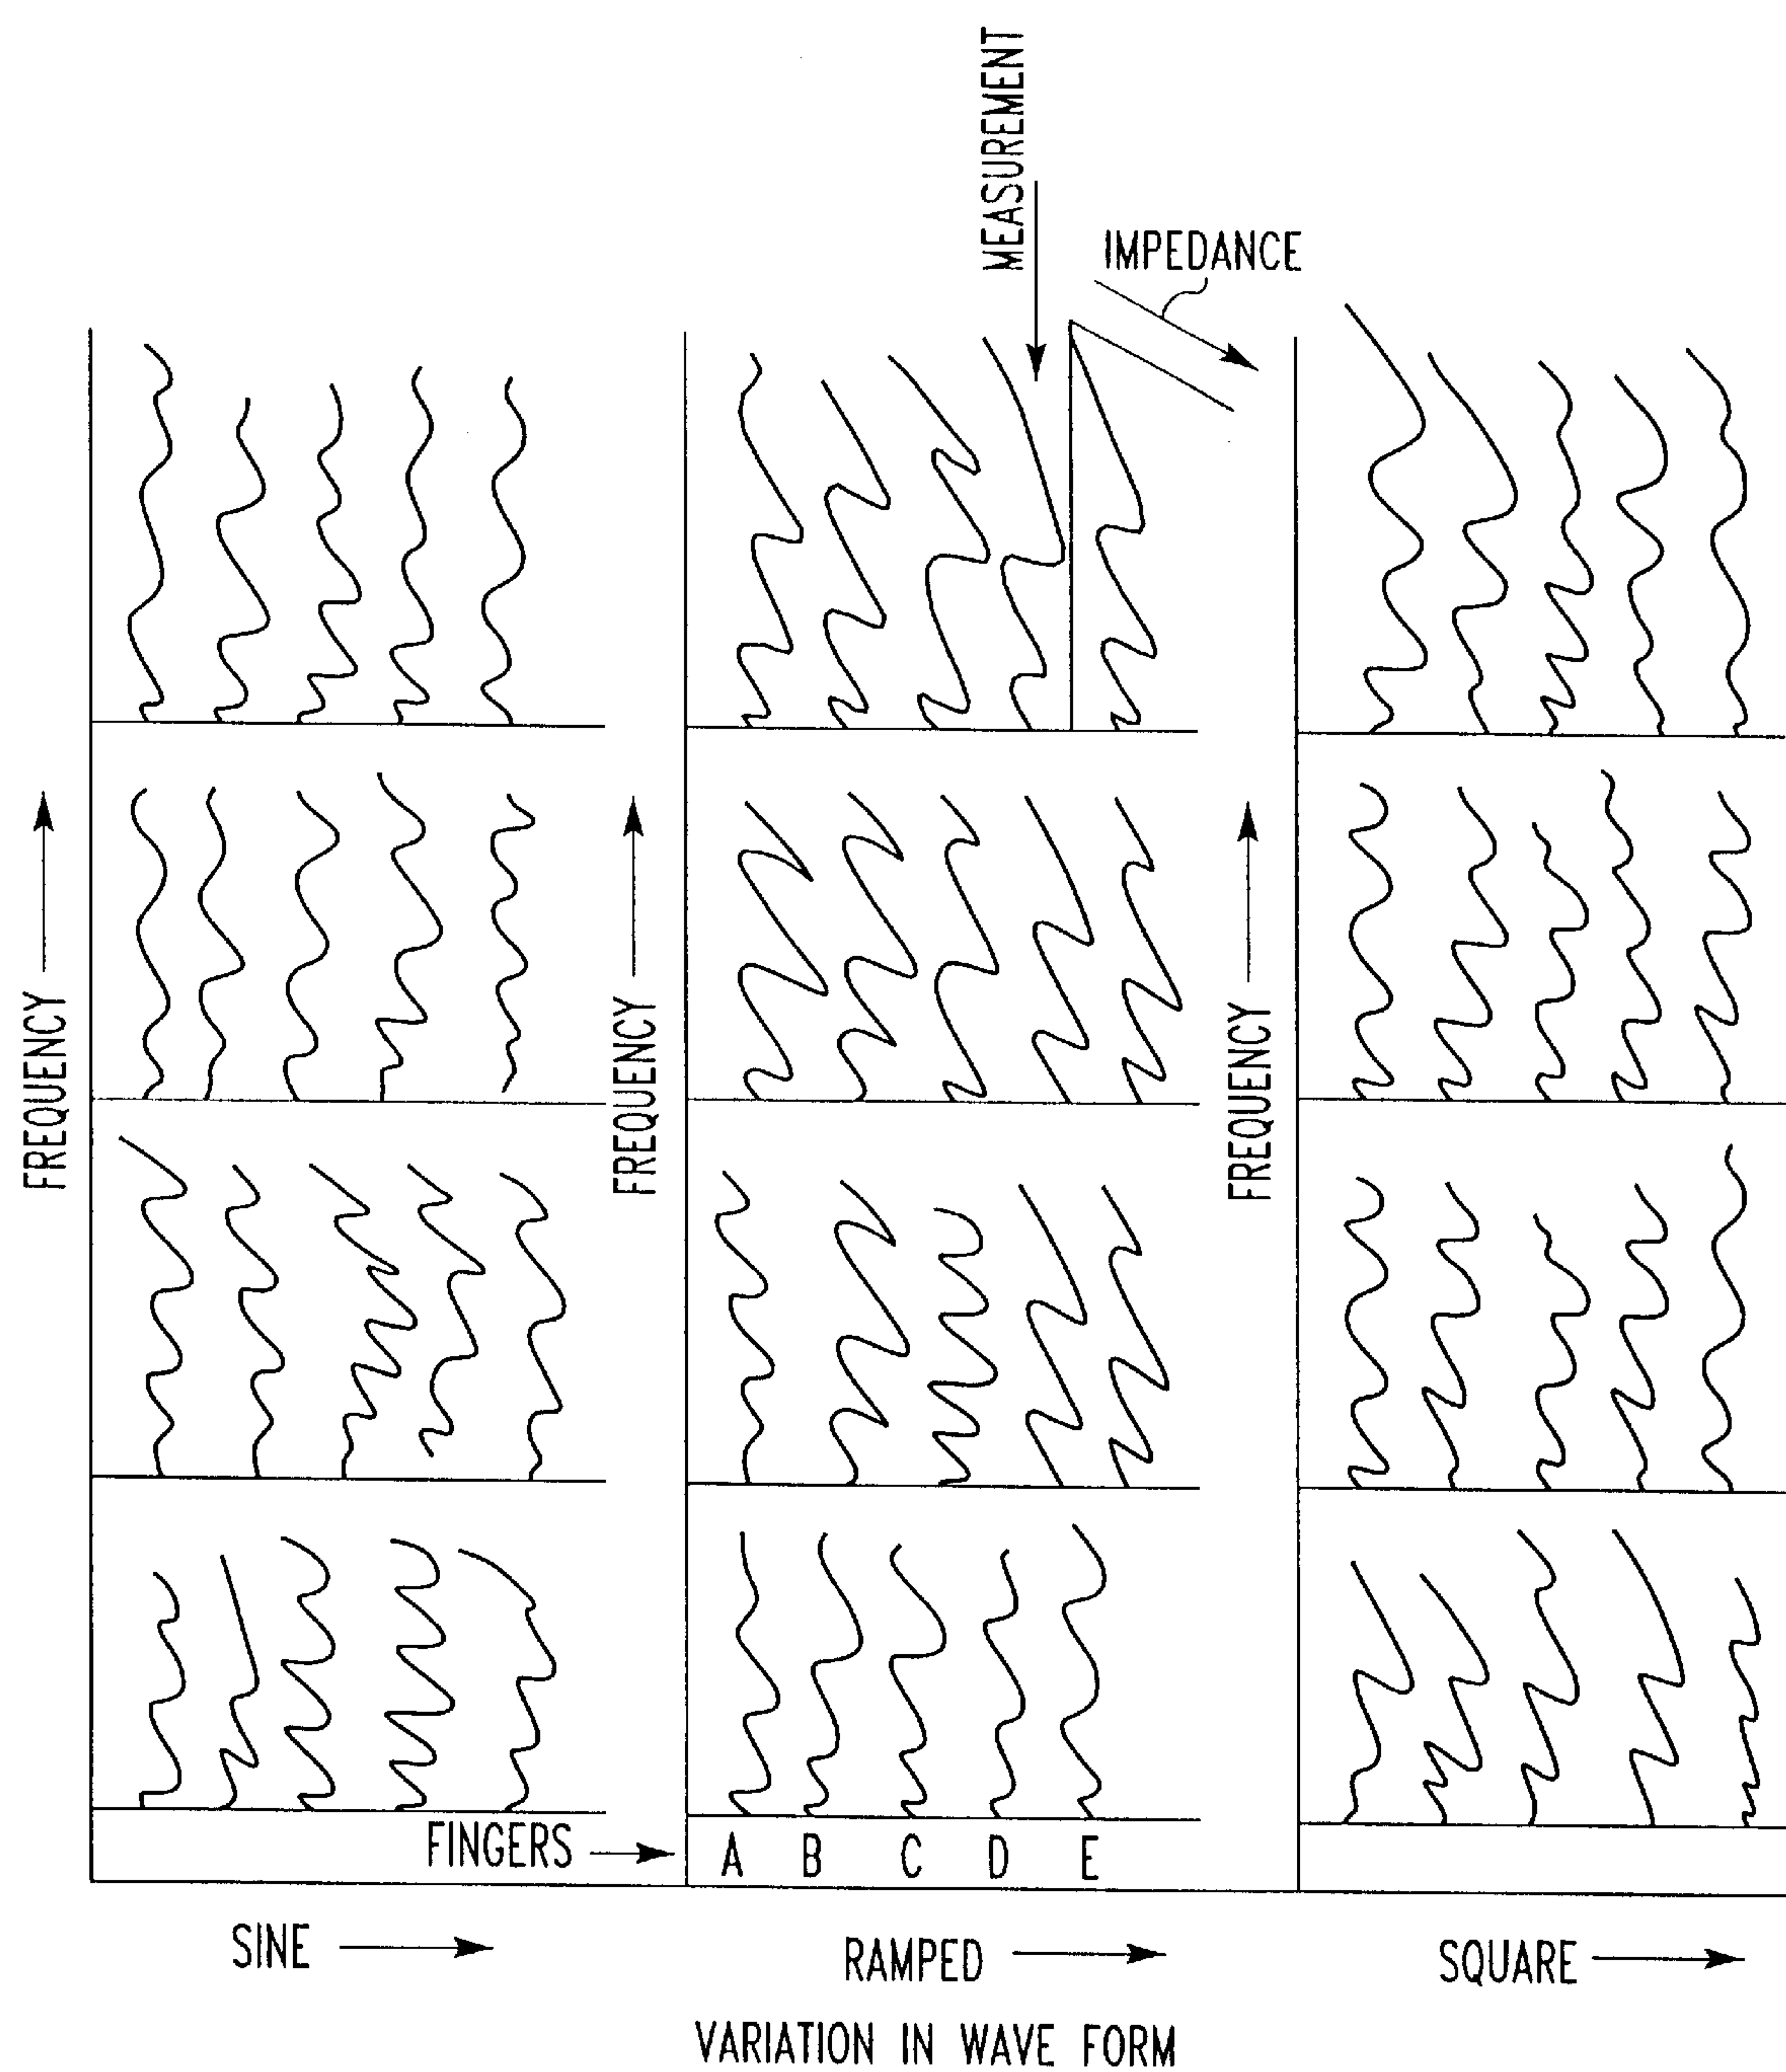 MEASUREMENT
IMPEDANCE
FREQUENCY
FREQUENCY
FREQUENCY
FINGERS
A B C D E
SINE
RAMPED
SQUARE
VARIATION IN WAVE FORM